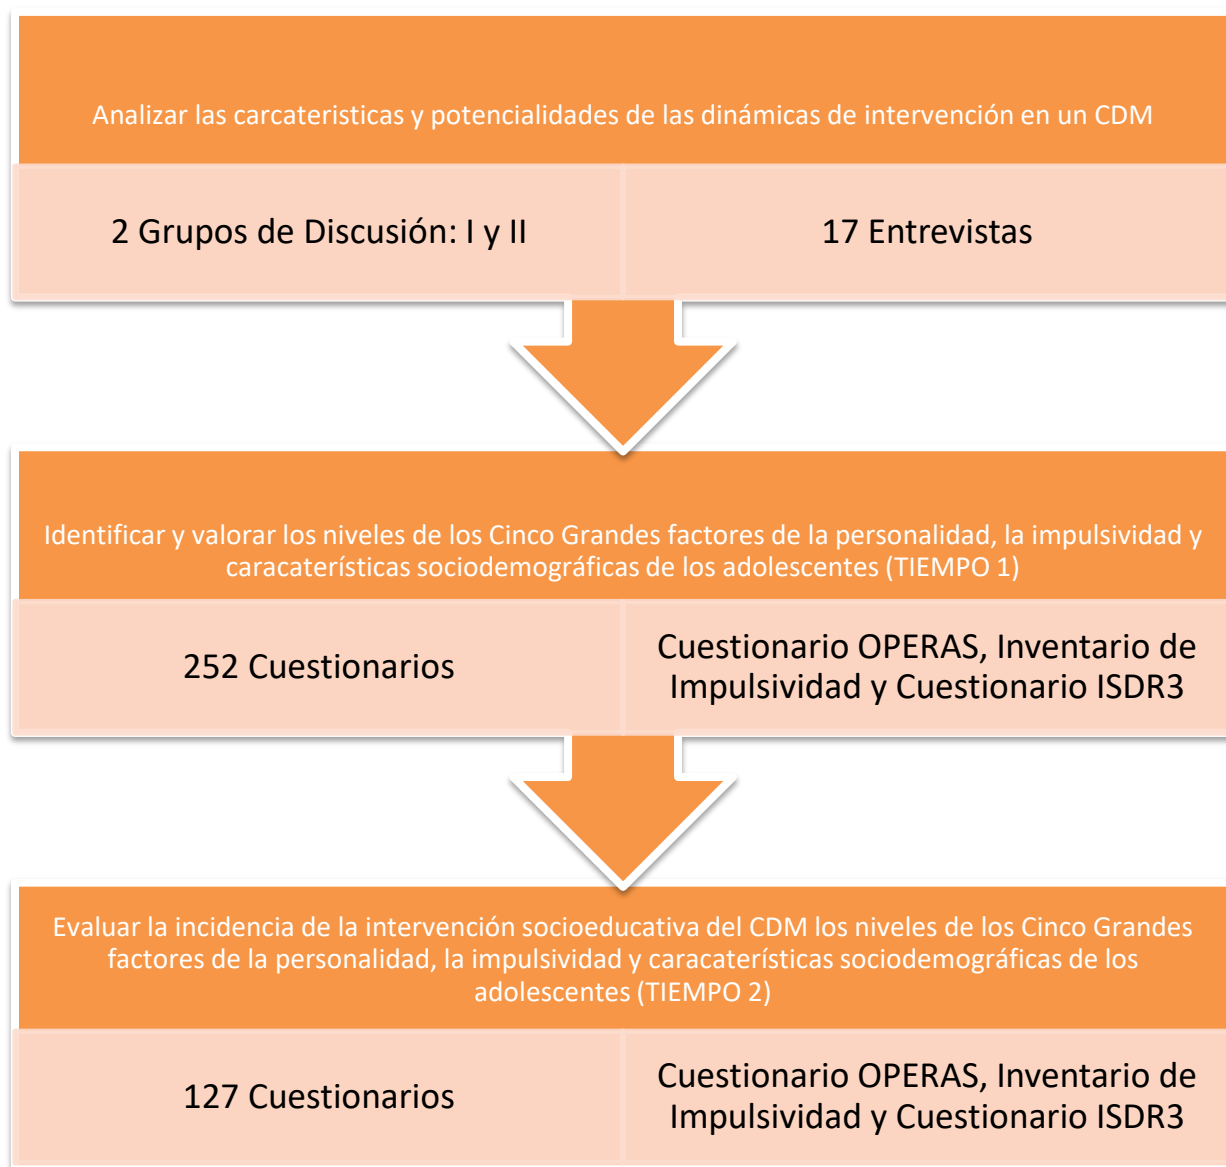 Analizar las carcateristicas y potencialidades de las dinámicas de intervención en un CDM
2 Grupos de Discusión: I y II
17 Entrevistas
Identificar y valorar los niveles de los Cinco Grandes factores de la personalidad, la impulsividad y
caracaterísticas sociodemográficas de los adolescentes (TIEMPO 1)
252 Cuestionarios
Cuestionario OPERAS, Inventario de
Impulsividad y Cuestionario ISDR3
Evaluar la incidencia de la intervención socioeducativa del CDM los niveles de los Cinco Grandes
factores de la personalidad, la impulsividad y caracaterísticas sociodemográficas de los
adolescentes (TIEMPO 2)
127 Cuestionarios
Cuestionario OPERAS, Inventario de
Impulsividad y Cuestionario ISDR3